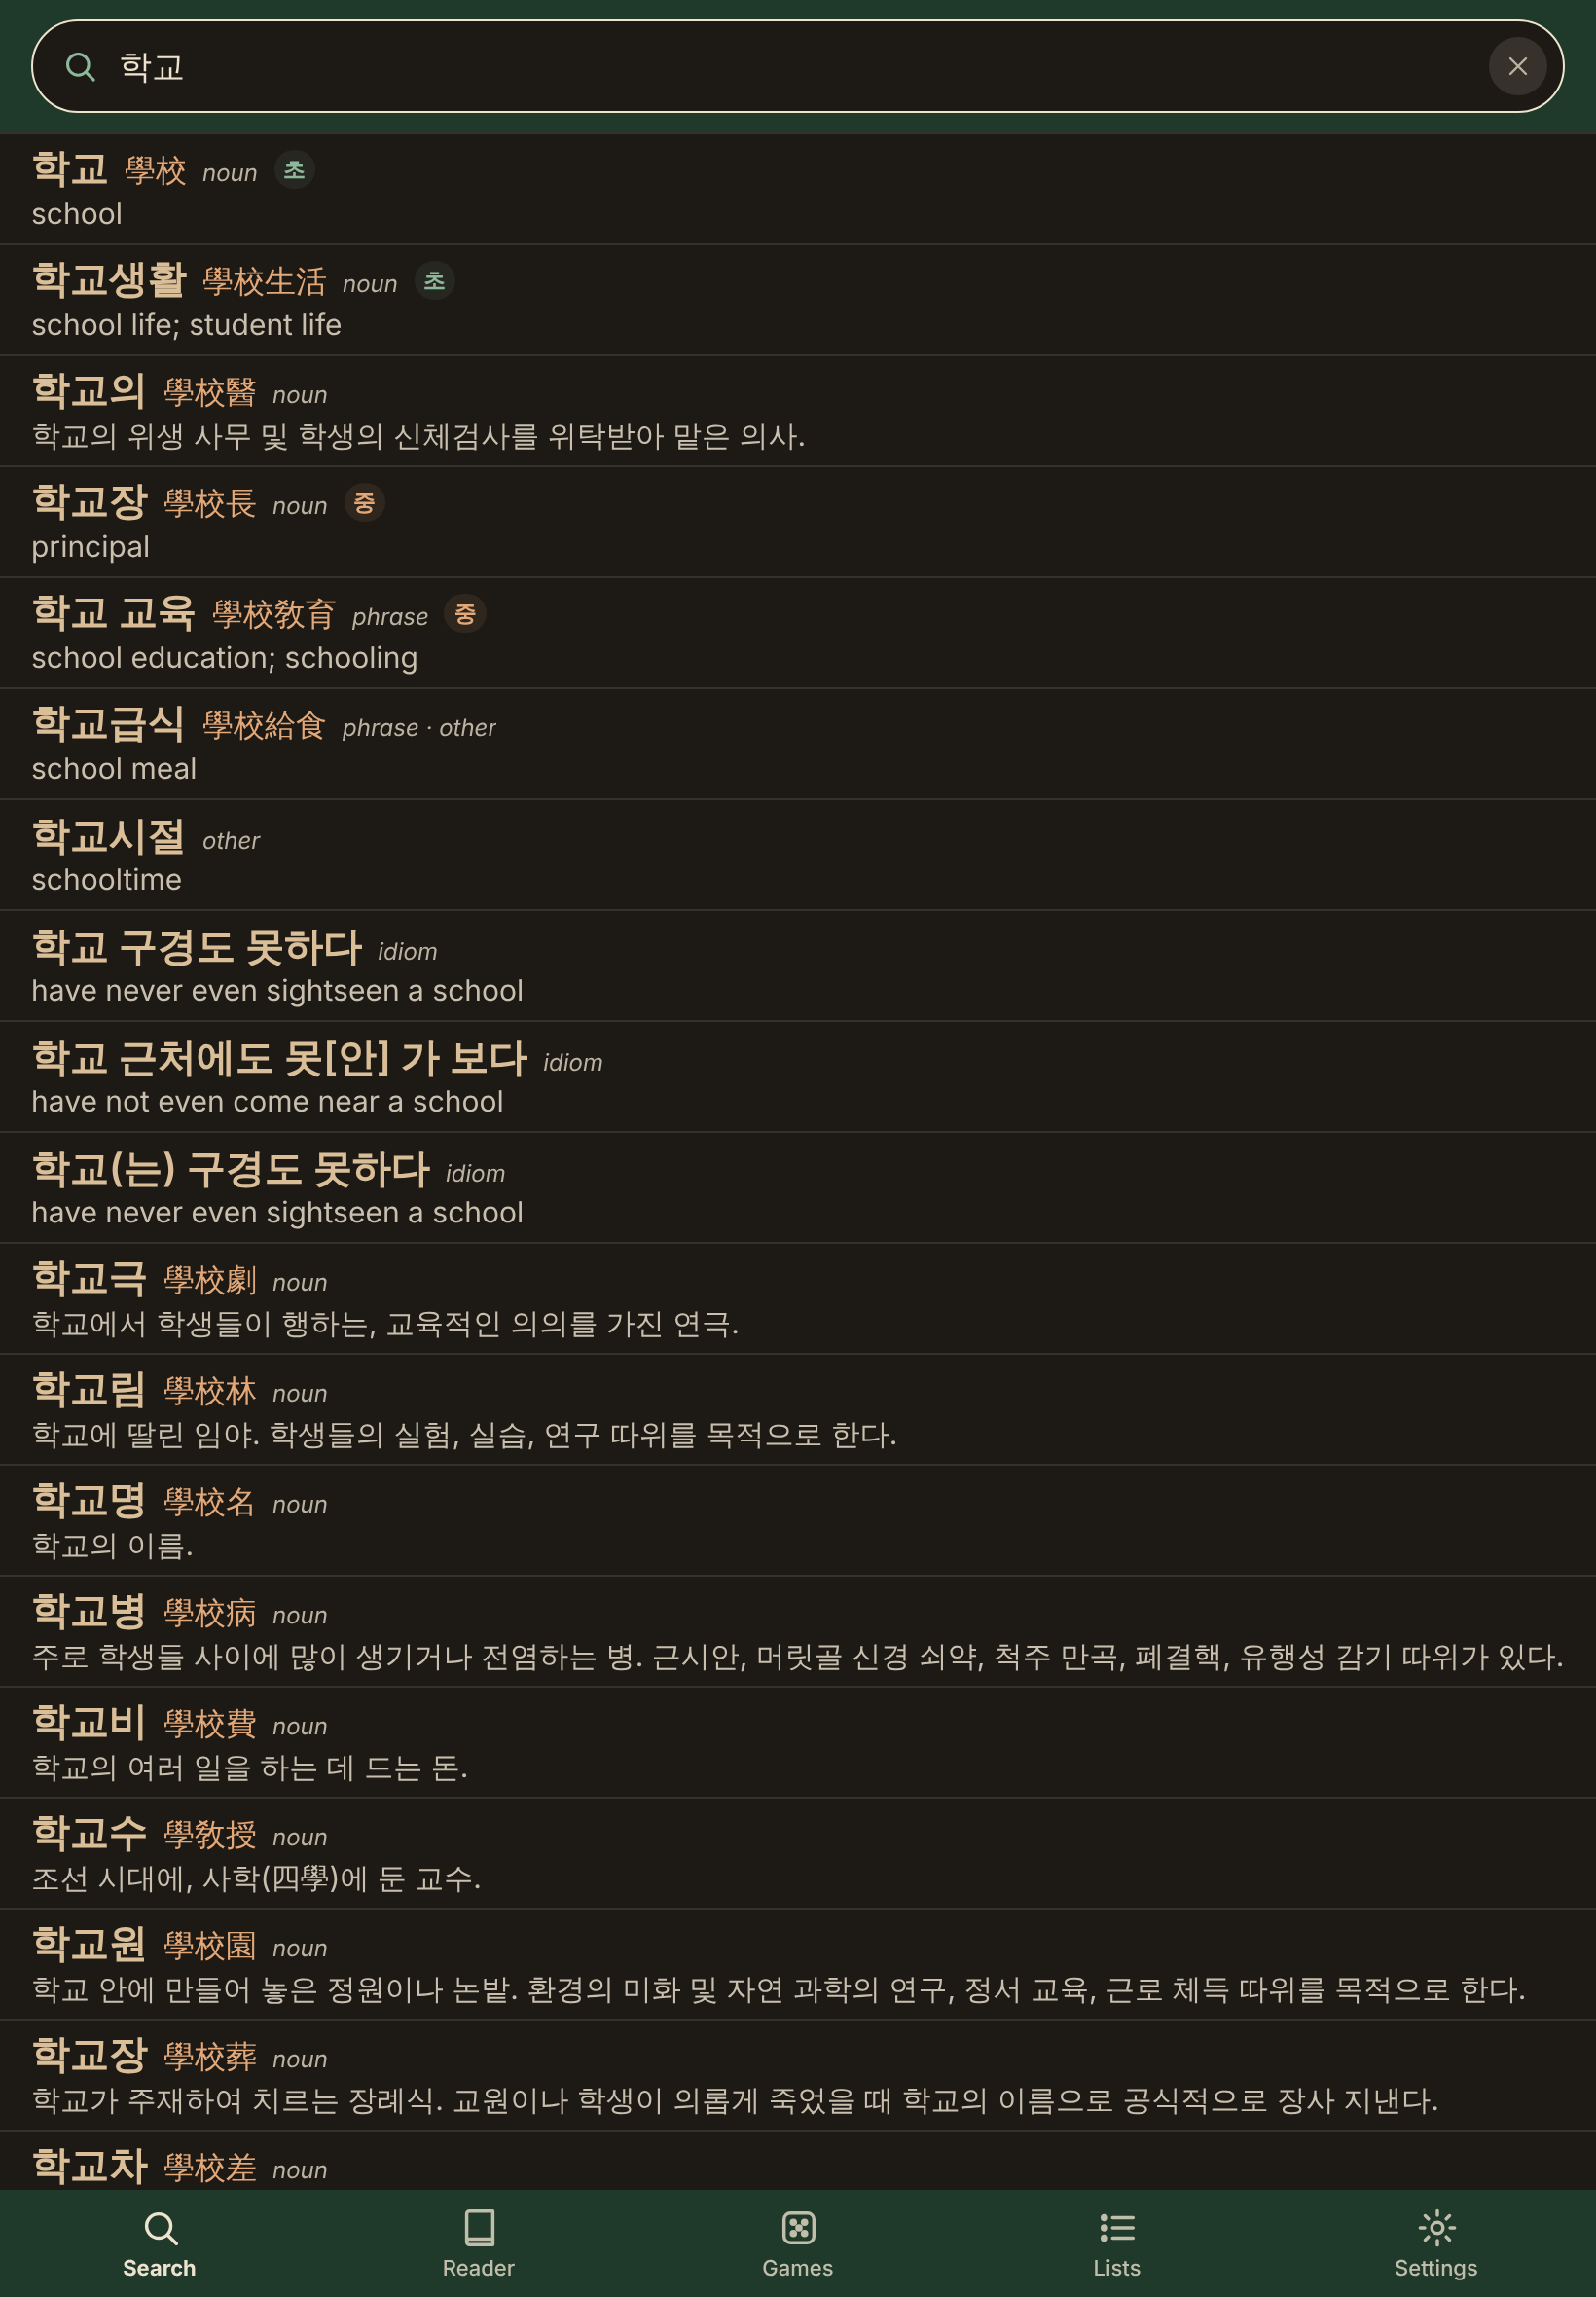 학교
학교 學校 noun 초
school
학교생활 學校生活 noun 초
school life; student life
학교의 學校醫 noun
학교의 위생 사무 및 학생의 신체검사를 위탁받아 맡은 의사.
학교장 學校長 noun 중
principal
학교 교육 學校敎育 phrase 중
school education; schooling
학교급식 學校給食 phrase · other
school meal
학교시절 other
schooltime
학교 구경도 못하다 idiom
have never even sightseen a school
학교 근처에도 못[안] 가 보다 idiom
have not even come near a school
학교(는) 구경도 못하다 idiom
have never even sightseen a school
학교극 學校劇 noun
학교에서 학생들이 행하는, 교육적인 의의를 가진 연극.
학교림 學校林 noun
학교에 딸린 임야. 학생들의 실험, 실습, 연구 따위를 목적으로 한다.
학교명 學校名 noun
학교의 이름.
학교병 學校病 noun
주로 학생들 사이에 많이 생기거나 전염하는 병. 근시안, 머릿골 신경 쇠약, 척주 만곡, 폐결핵, 유행성 감기 따위가 있다.
학교비 學校費 noun
학교의 여러 일을 하는 데 드는 돈.
학교수 學敎授 noun
조선 시대에, 사학(四學)에 둔 교수.
학교원 學校園 noun
학교 안에 만들어 놓은 정원이나 논밭. 환경의 미화 및 자연 과학의 연구, 정서 교육, 근로 체득 따위를 목적으로 한다.
학교장 學校葬 noun
학교가 주재하여 치르는 장례식. 교원이나 학생이 의롭게 죽었을 때 학교의 이름으로 공식적으로 장사 지낸다.
학교차 學校差 noun
Search Reader Games Lists Settings